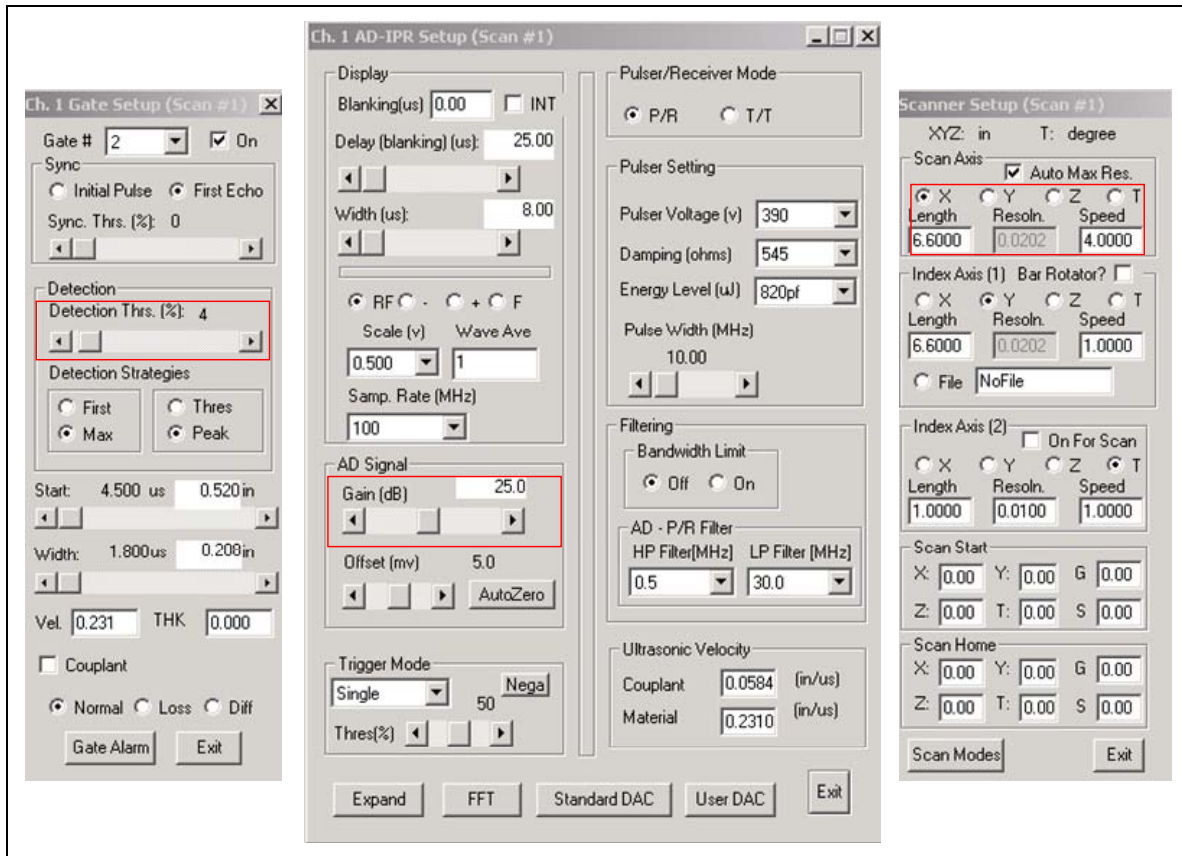 Ch. 1 Gate Setup (Scan #1)
Gate # 2 On
Sync
Initial Pulse First Echo
Sync. Thrs. (%): 0
Detection
Detection Thrs. (%): 4
Detection Strategies
First Thres
Max Peak
Start: 4.500 us 0.520 in
Width: 1.800us 0.208in
Vel. 0.231 THK 0.000
Couplant
Normal Loss Diff
Gate Alarm Exit
Ch. 1 AD-IPR Setup (Scan #1)
Display
Blanking(us) 0.00 INT
Delay (blanking) (us): 25.00
Width (us): 8.00
RF - + F
Scale (v) Wave Ave
0.500 1
Samp. Rate (MHz)
100
AD Signal
Gain (dB) 25.0
Offset (mv) 5.0
AutoZero
Trigger Mode
Single 50 Nega
Thres(%)
Pulser/Receiver Mode
P/R T/T
Pulser Setting
Pulser Voltage (v) 390
Damping (ohms) 545
Energy Level (uJ) 820pf
Pulse Width (MHz)
10.00
Filtering
Bandwidth Limit
Off On
AD - P/R Filter
HP Filter[MHz] LP Filter [MHz]
0.5 30.0
Ultrasonic Velocity
Couplant 0.0584 (in/us)
Material 0.2310 (in/us)
Expand FFT Standard DAC User DAC Exit
Scanner Setup (Scan #1)
XYZ: in T: degree
Scan Axis
Auto Max Res.
X Y Z T
Length Resoln. Speed
6.6000 0.0202 4.0000
Index Axis (1) Bar Rotator?
X Y Z T
Length Resoln. Speed
6.6000 0.0202 1.0000
File NoFile
Index Axis (2) On For Scan
X Y Z T
Length Resoln. Speed
1.0000 0.0100 1.0000
Scan Start
X: 0.00 Y: 0.00 G 0.00
Z: 0.00 T: 0.00 S 0.00
Scan Home
X: 0.00 Y: 0.00 G 0.00
Z: 0.00 T: 0.00 S 0.00
Scan Modes Exit